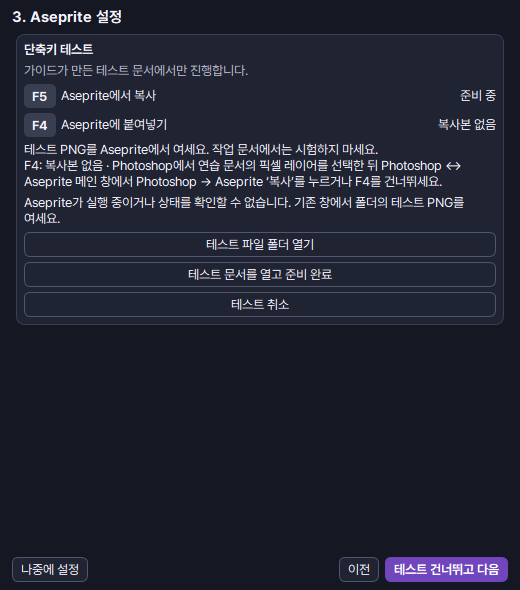 3. Aseprite 설정
단축키 테스트
가이드가 만든 테스트 문서에서만 진행합니다.
F5 Aseprite에서 복사 준비 중
F4 Aseprite에 붙여넣기 복사본 없음
테스트 PNG를 Aseprite에서 여세요. 작업 문서에서는 시험하지 마세요.
F4: 복사본 없음 · Photoshop에서 연습 문서의 픽셀 레이어를 선택한 뒤 Photoshop ↔
Aseprite 메인 창에서 Photoshop → Aseprite ‘복사’를 누르거나 F4를 건너뛰세요.
Aseprite가 실행 중이거나 상태를 확인할 수 없습니다. 기존 창에서 폴더의 테스트 PNG를
여세요.
테스트 파일 폴더 열기
테스트 문서를 열고 준비 완료
테스트 취소
나중에 설정 이전 테스트 건너뛰고 다음